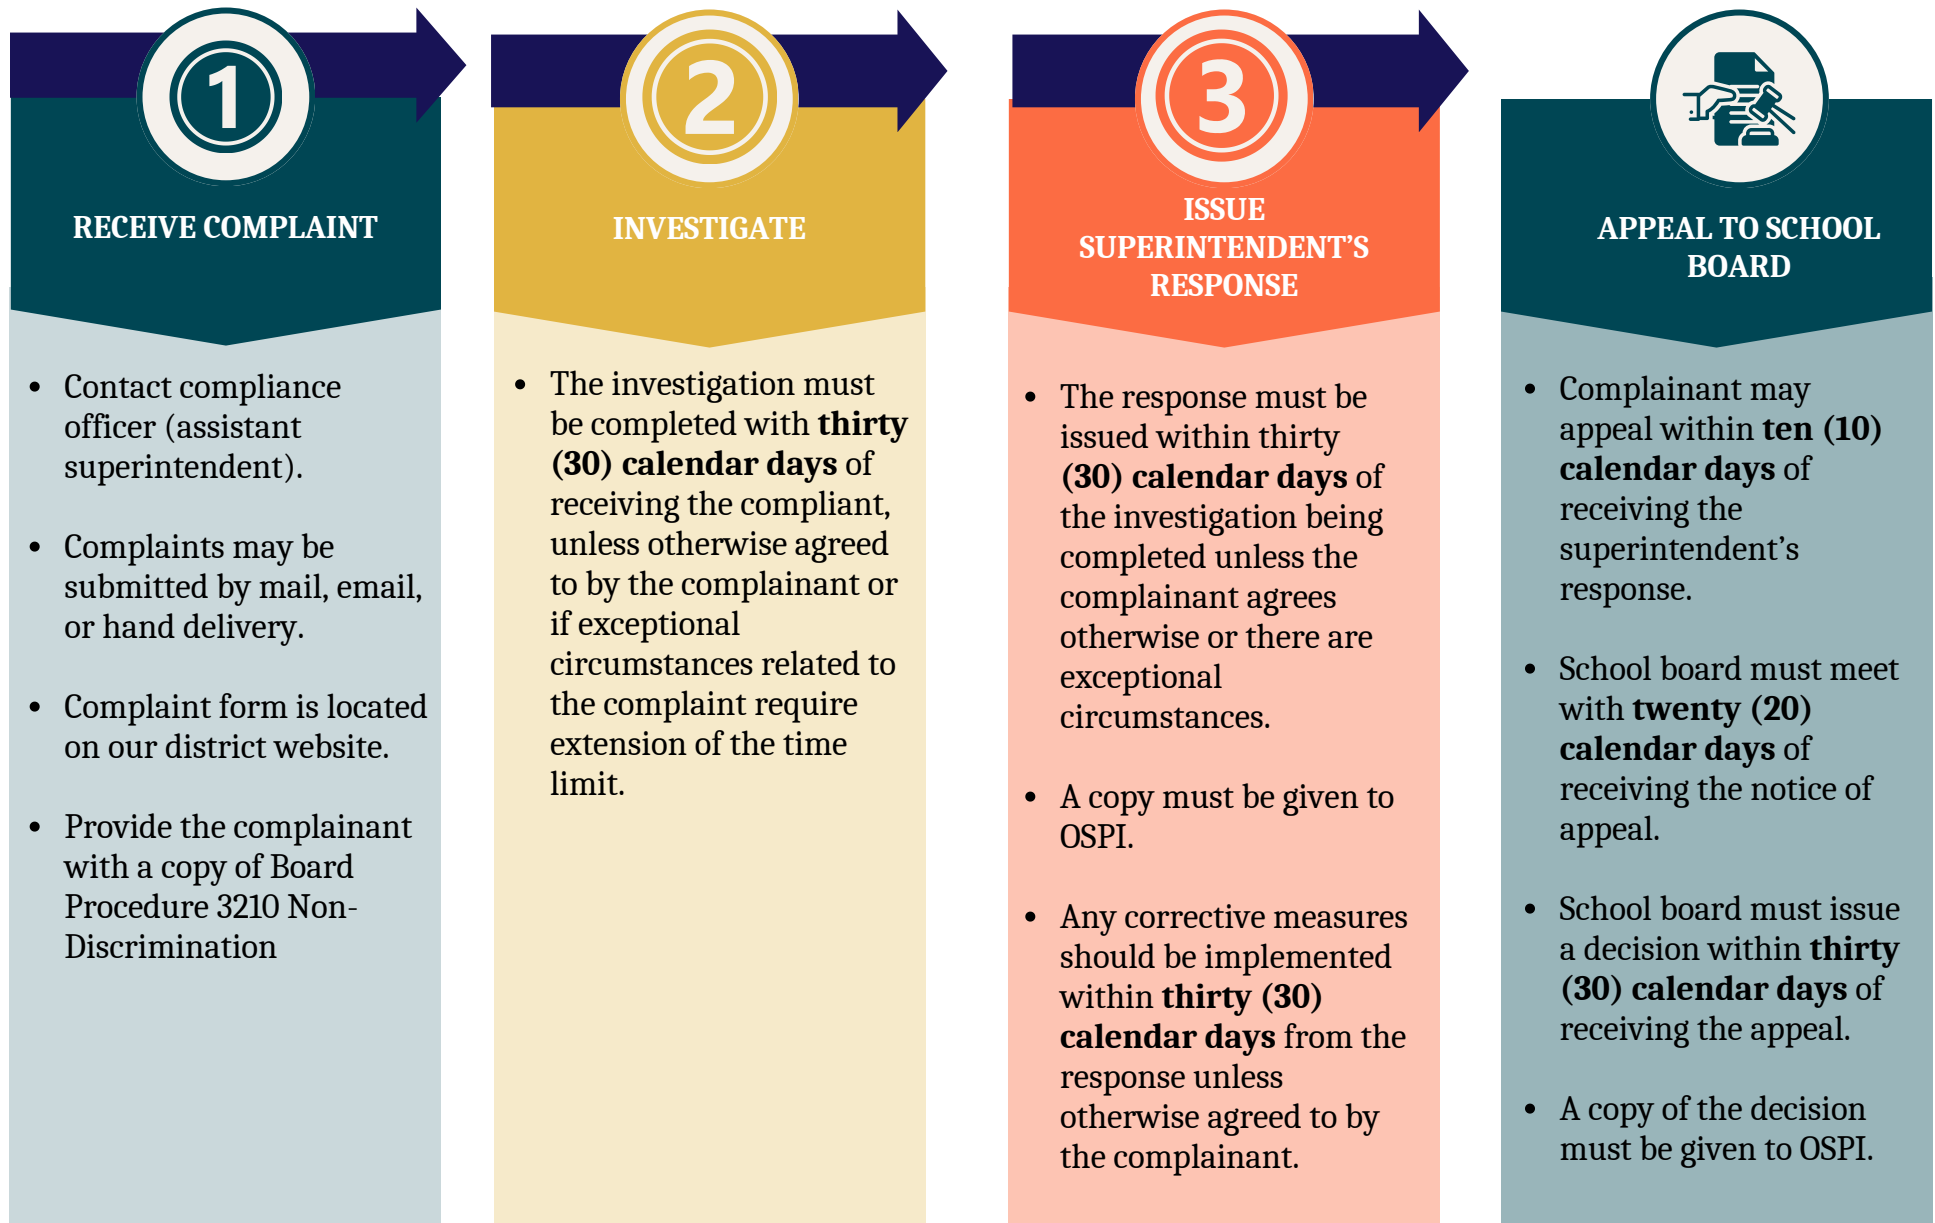 1
RECEIVE COMPLAINT
• Contact compliance
officer (assistant
superintendent).
• Complaints may be
submitted by mail, email,
or hand delivery.
• Complaint form is located
on our district website.
• Provide the complainant
with a copy of Board
Procedure 3210 Non-
Discrimination
2
INVESTIGATE
• The investigation must
be completed with thirty
(30) calendar days of
receiving the compliant,
unless otherwise agreed
to by the complainant or
if exceptional
circumstances related to
the complaint require
extension of the time
limit.
3
ISSUE
SUPERINTENDENT’S
RESPONSE
• The response must be
issued within thirty
(30) calendar days of
the investigation being
completed unless the
complainant agrees
otherwise or there are
exceptional
circumstances.
• A copy must be given to
OSPI.
• Any corrective measures
should be implemented
within thirty (30)
calendar days from the
response unless
otherwise agreed to by
the complainant.
APPEAL TO SCHOOL
BOARD
• Complainant may
appeal within ten (10)
calendar days of
receiving the
superintendent’s
response.
• School board must meet
with twenty (20)
calendar days of
receiving the notice of
appeal.
• School board must issue
a decision within thirty
(30) calendar days of
receiving the appeal.
• A copy of the decision
must be given to OSPI.